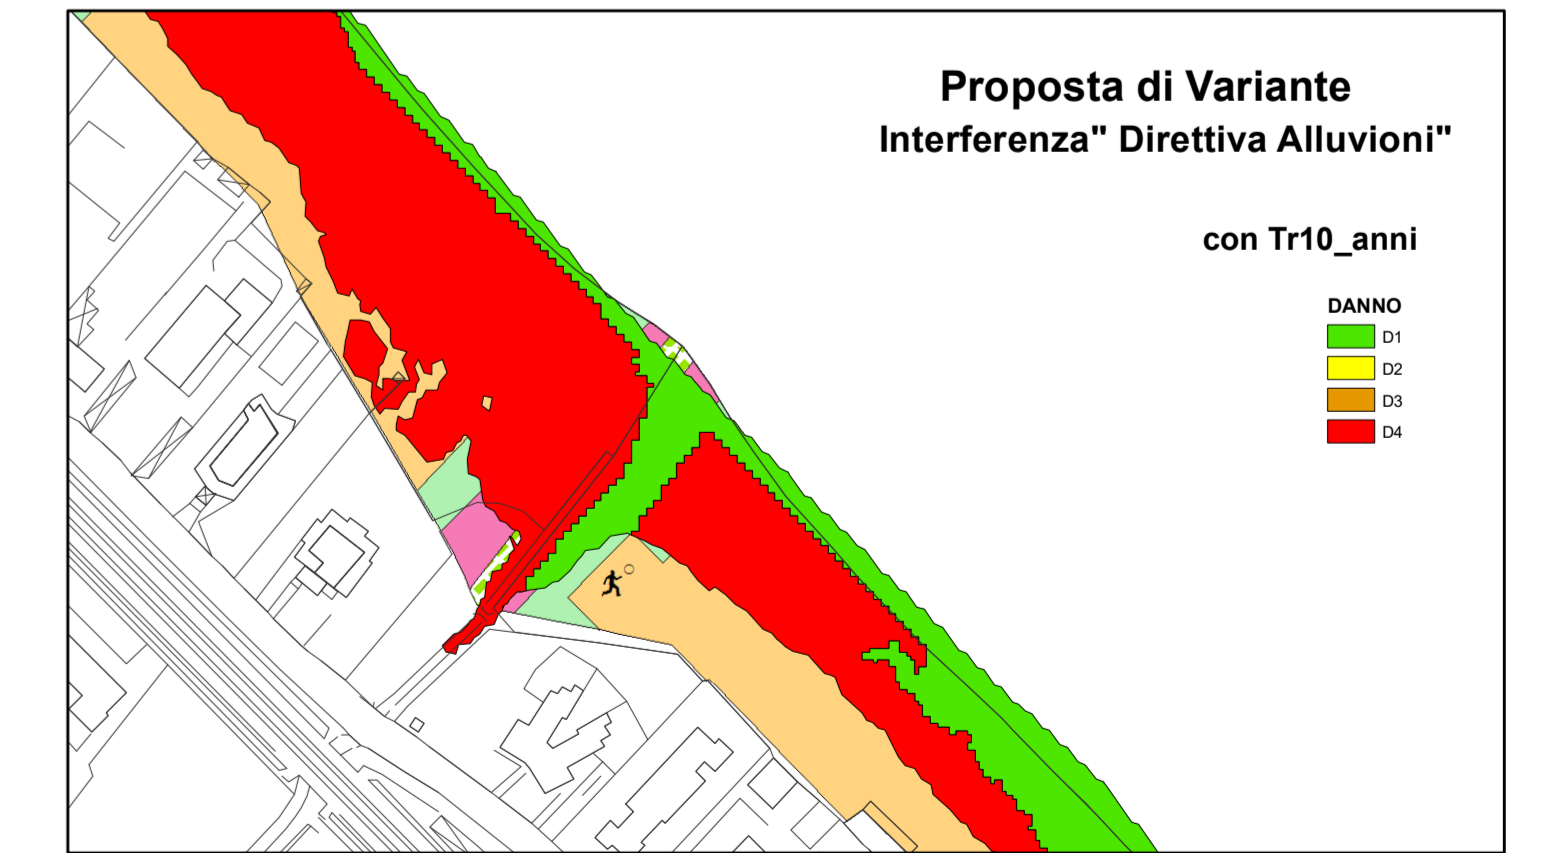 Proposta di Variante
Interferenza" Direttiva Alluvioni"
con Tr10_anni
DANNO
D1
D2
D3
D4